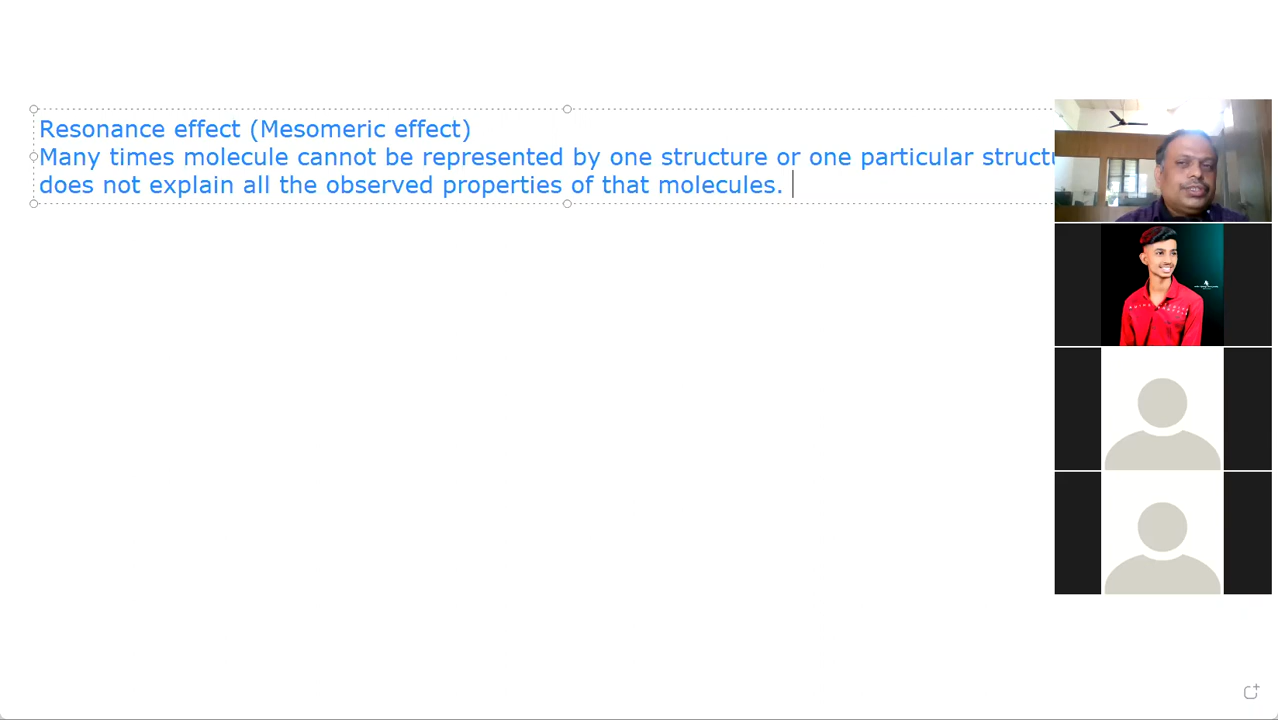 Resonance effect (Mesomeric effect)
Many times molecule cannot be represented by one structure or one particular
does not explain all the observed properties of that molecules.